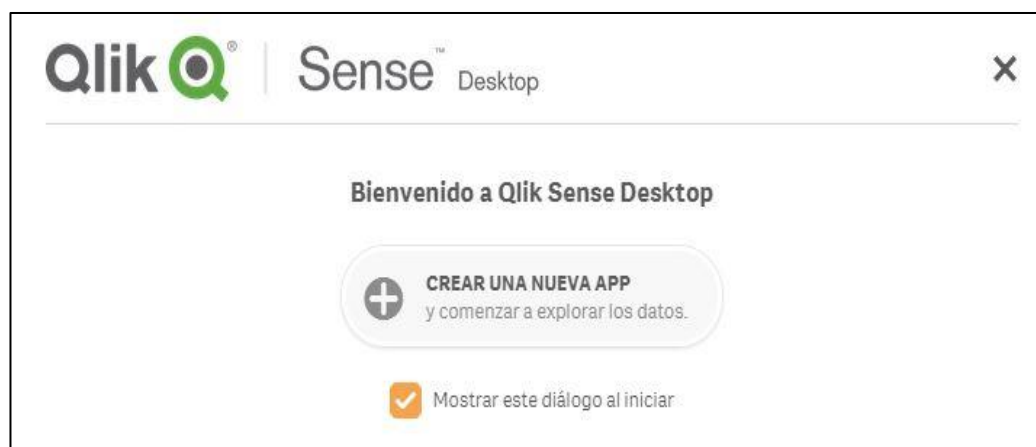 Qlik® Sense™ Desktop
Bienvenido a Qlik Sense Desktop
CREAR UNA NUEVA APP
y comenzar a explorar los datos.
Mostrar este diálogo al iniciar